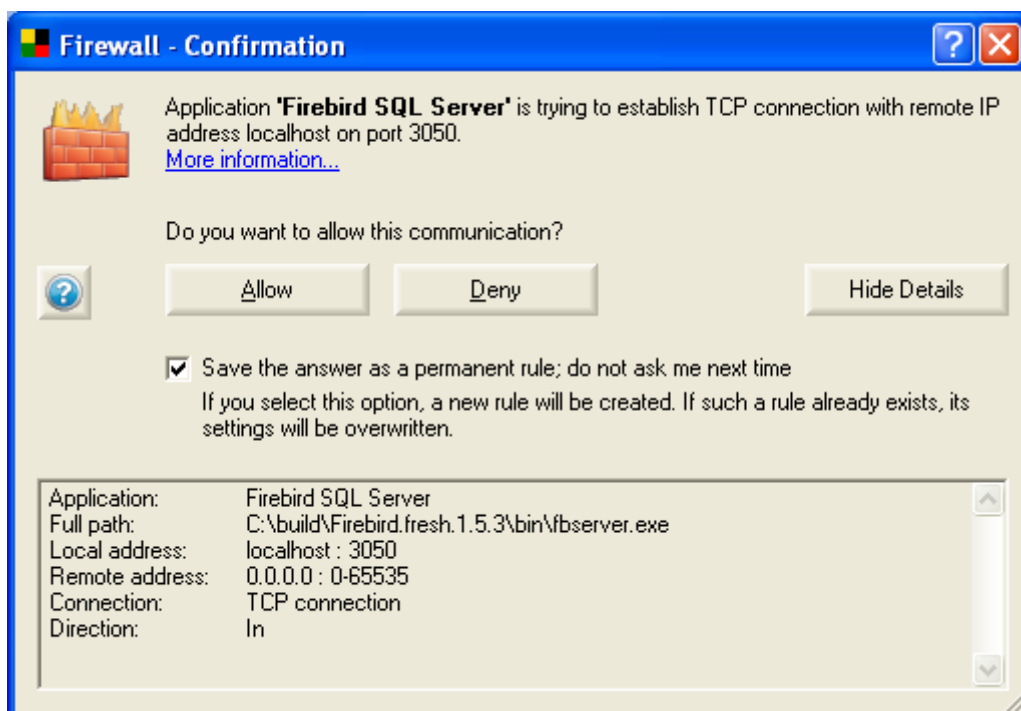 Firewall - Confirmation
Application 'Firebird SQL Server' is trying to establish TCP connection with remote IP
address localhost on port 3050.
More information...
Do you want to allow this communication?
Allow Deny Hide Details
Save the answer as a permanent rule; do not ask me next time
If you select this option, a new rule will be created. If such a rule already exists, its
settings will be overwritten.
Application: Firebird SQL Server
Full path: C:\build\Firebird.fresh.1.5.3\bin\fbserver.exe
Local address: localhost : 3050
Remote address: 0.0.0.0 : 0-65535
Connection: TCP connection
Direction: In